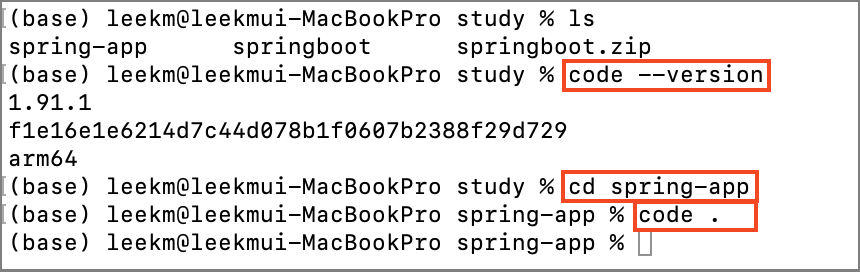 (base) leekm@leekmui-MacBookPro study % ls
spring-app      springboot      springboot.zip
(base) leekm@leekmui-MacBookPro study % code --version
1.91.1
f1e16e1e6214d7c44d078b1f0607b2388f29d729
arm64
(base) leekm@leekmui-MacBookPro study % cd spring-app
(base) leekm@leekmui-MacBookPro spring-app % code .
(base) leekm@leekmui-MacBookPro spring-app %